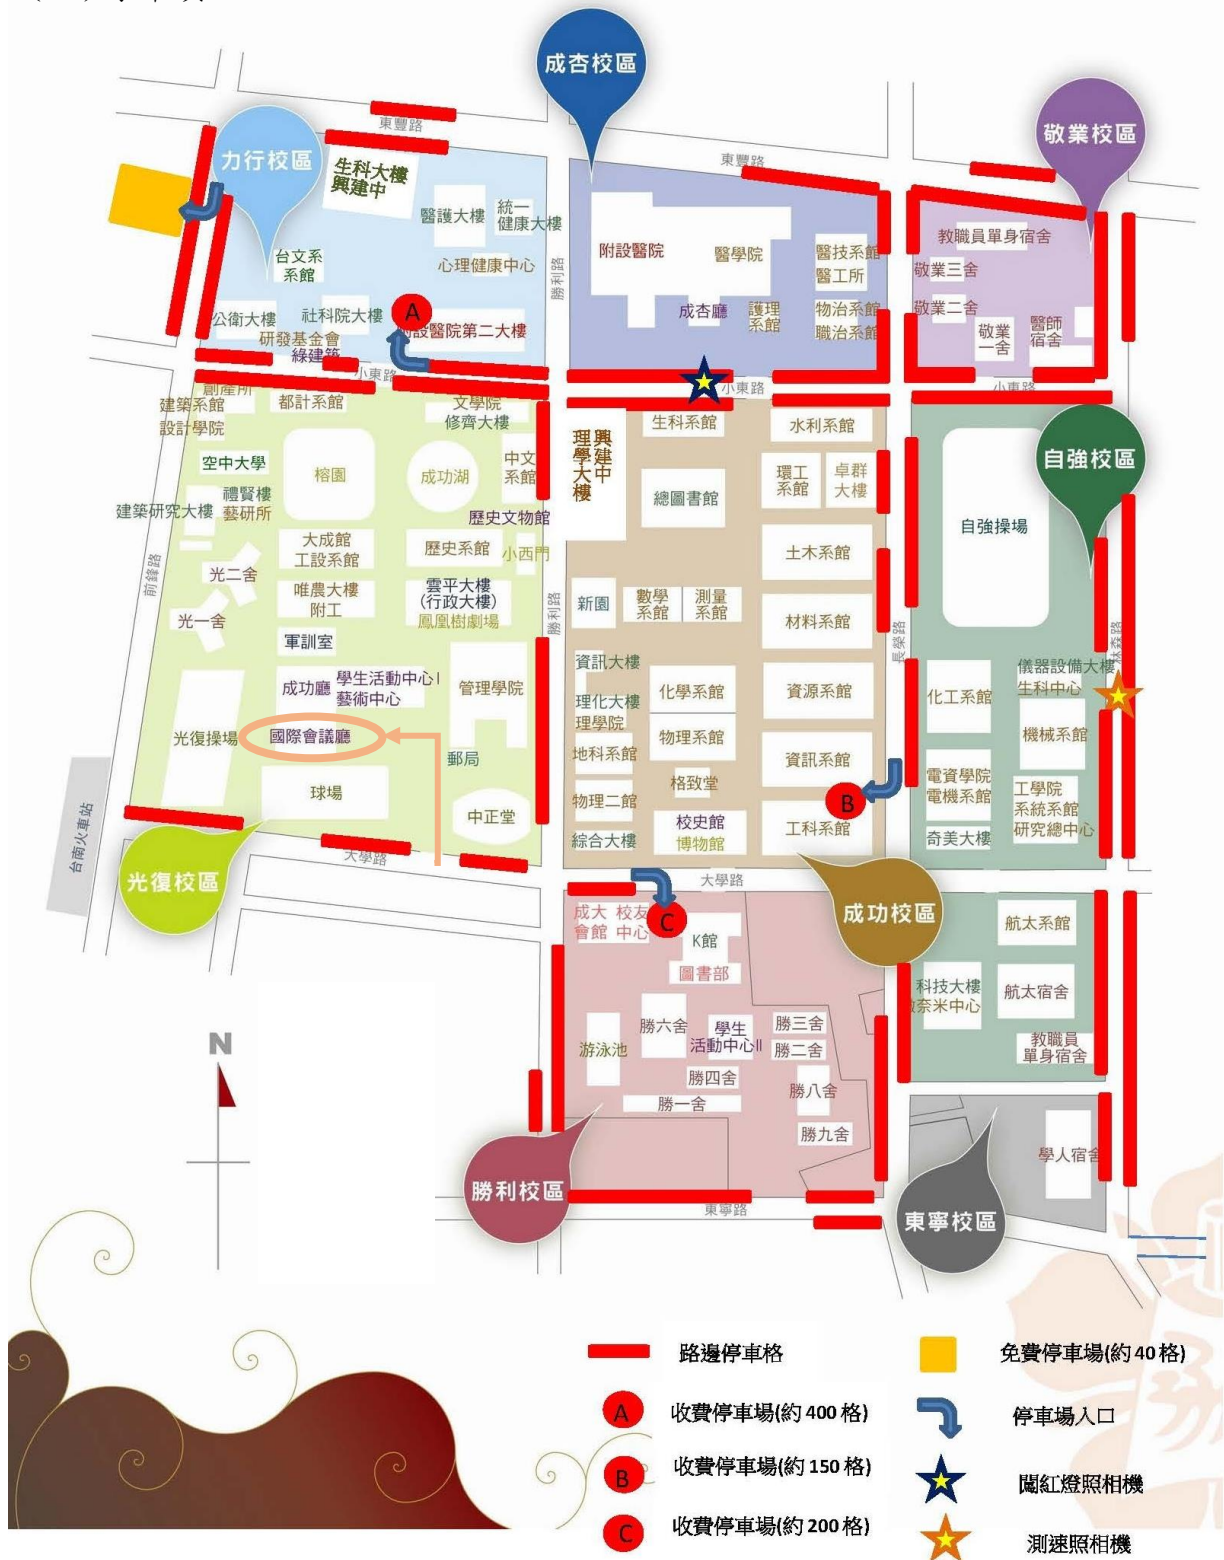 成杏校區
敬業校區
力行校區
東豐路
東豐路
生科大樓
興建中
醫護大樓
統一
健康大樓
心理健康中心
台文系
系館
公衛大樓
社科院大樓
A
附設醫院第二大樓
研發基金會
綠建築
小東路
勝利路
附設醫院
醫學院
成杏廳
護理
系館
醫技系館
醫工所
物治系館
職治系館
小東路
教職員單身宿舍
敬業三舍
敬業二舍
敬業
一舍
醫師
宿舍
小東路
創產所
建築系館
設計學院
都計系館
文學院
修齊大樓
空中大學
榕園
成功湖
中文
系館
禮賢樓
藝研所
建築研究大樓
歷史文物館
大成館
工設系館
歷史系館
小西門
前鋒路
光二舍
唯農大樓
附工
雲平大樓
(行政大樓)
鳳凰樹劇場
光一舍
軍訓室
成功廳
學生活動中心I
藝術中心
管理學院
光復操場
國際會議廳
郵局
球場
中正堂
台南火車站
光復校區
大學路
勝利路
生科系館
水利系館
理學大樓
興建中
總圖書館
環工
系館
卓群
大樓
土木系館
新園
數學
系館
測量
系館
材料系館
資訊大樓
理化大樓
理學院
化學系館
資源系館
地科系館
物理系館
資訊系館
格致堂
B
物理二館
校史館
博物館
工科系館
綜合大樓
大學路
成功校區
長榮路
自強校區
自強操場
林森路
儀器設備大樓
生科中心
化工系館
機械系館
電資學院
電機系館
工學院
系統系館
研究總中心
奇美大樓
成大
會館
校友
中心
C
K館
圖書部
勝六舍
學生
活動中心II
勝三舍
勝二舍
游泳池
勝四舍
勝八舍
勝一舍
勝九舍
勝利校區
東寧路
航太系館
科技大樓
微奈米中心
航太宿舍
教職員
單身宿舍
學人宿舍
東寧校區
N
路邊停車格
免費停車場(約40格)
A
收費停車場(約400格)
停車場入口
B
收費停車場(約150格)
闖紅燈照相機
C
收費停車場(約200格)
測速照相機